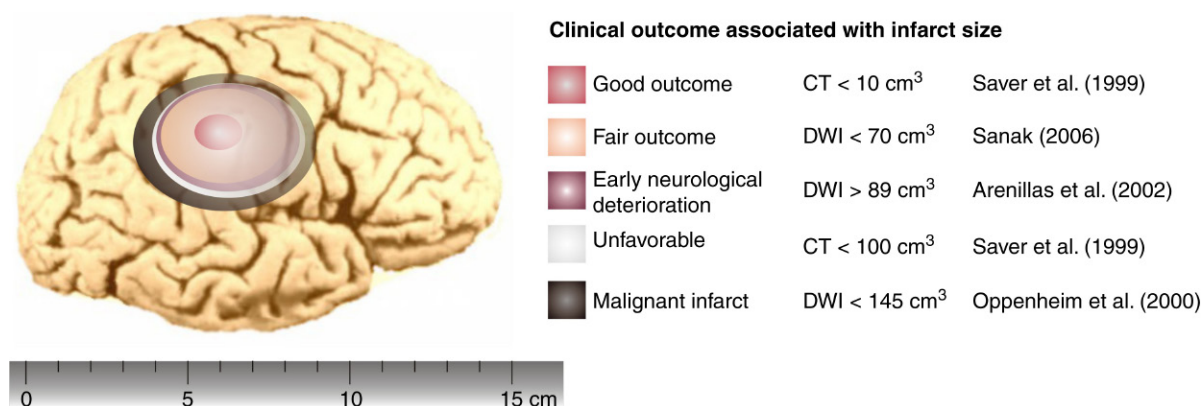 Clinical outcome associated with infarct size
Good outcome CT < 10 cm³ Saver et al. (1999)
Fair outcome DWI < 70 cm³ Sanak (2006)
Early neurological
deterioration DWI > 89 cm³ Arenillas et al. (2002)
Unfavorable CT < 100 cm³ Saver et al. (1999)
Malignant infarct DWI < 145 cm³ Oppenheim et al. (2000)
0 5 10 15 cm